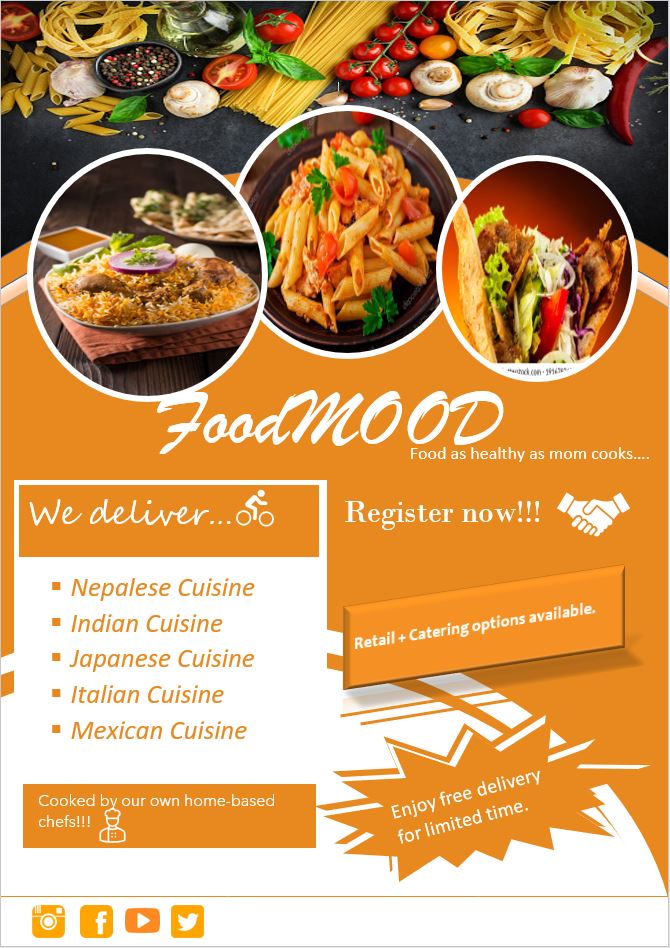 FoodMOOD
Food as healthy as mom cooks....
We deliver...
Nepalese Cuisine
Indian Cuisine
Japanese Cuisine
Italian Cuisine
Mexican Cuisine
Cooked by our own home-based
chefs!!!
Register now!!!
Retail + Catering options available.
Enjoy free delivery
for limited time.